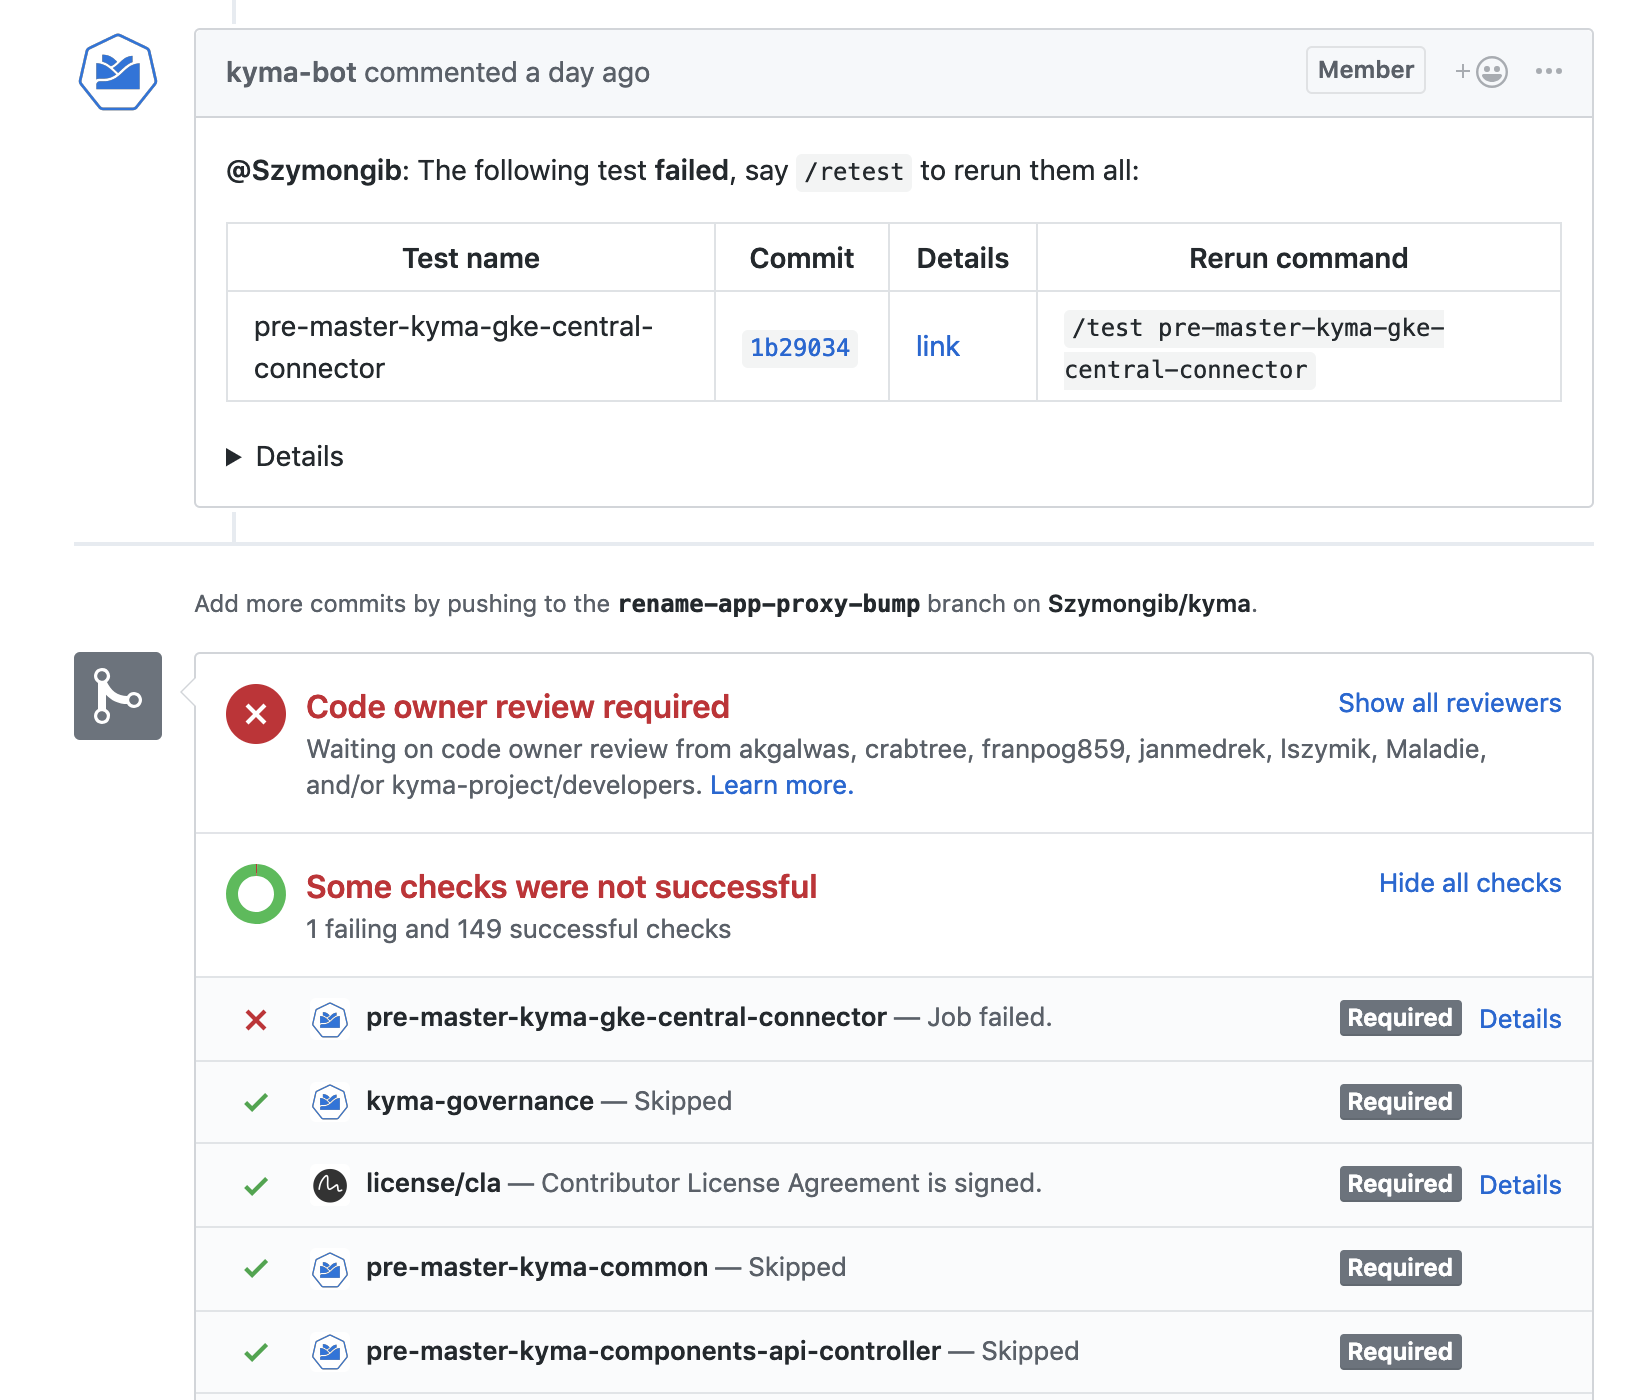 kyma-bot commented a day ago
Member
@Szymongib: The following test failed, say /retest to rerun them all:
Test name Commit Details Rerun command
pre-master-kyma-gke-central-
connector
1b29034
link
/test pre-master-kyma-gke-
central-connector
Details
Add more commits by pushing to the rename-app-proxy-bump branch on Szymongib/kyma.
Code owner review required
Show all reviewers
Waiting on code owner review from akgalwas, crabtree, franpog859, janmedrek, lszymik, Maladie,
and/or kyma-project/developers. Learn more.
Some checks were not successful
Hide all checks
1 failing and 149 successful checks
pre-master-kyma-gke-central-connector — Job failed. Required Details
kyma-governance — Skipped Required
license/cla — Contributor License Agreement is signed. Required Details
pre-master-kyma-common — Skipped Required
pre-master-kyma-components-api-controller — Skipped Required